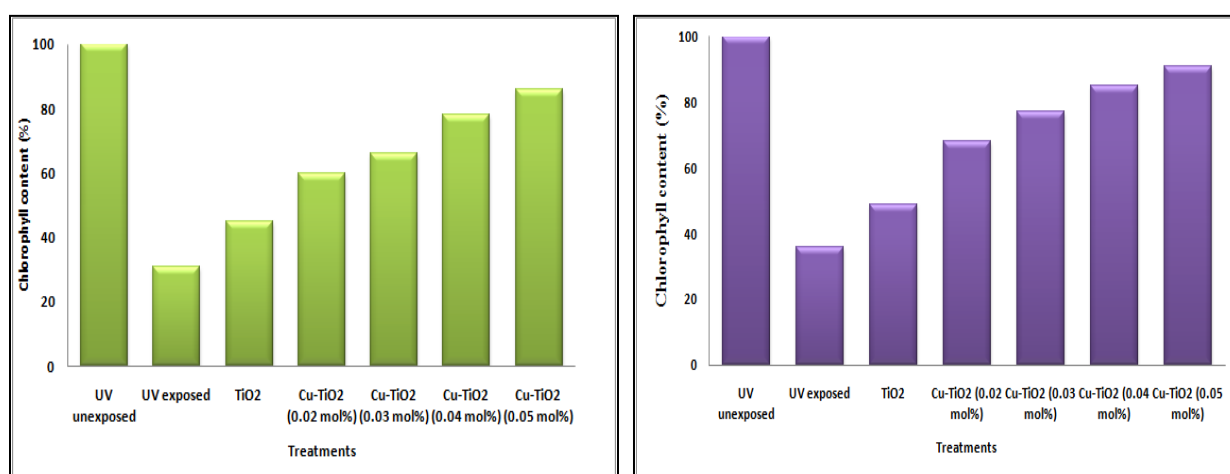 100
80
60
40
20
0
Chlorophyll content (%)
UV unexposed
UV exposed
TiO2
Cu-TiO2 (0.02 mol%)
Cu-TiO2 (0.03 mol%)
Cu-TiO2 (0.04 mol%)
Cu-TiO2 (0.05 mol%)
Treatments
100
80
60
40
20
0
Chlorophyll content (%)
UV unexposed
UV exposed
TiO2
Cu-TiO2 (0.02 mol%)
Cu-TiO2 (0.03 mol%)
Cu-TiO2 (0.04 mol%)
Cu-TiO2 (0.05 mol%)
Treatments